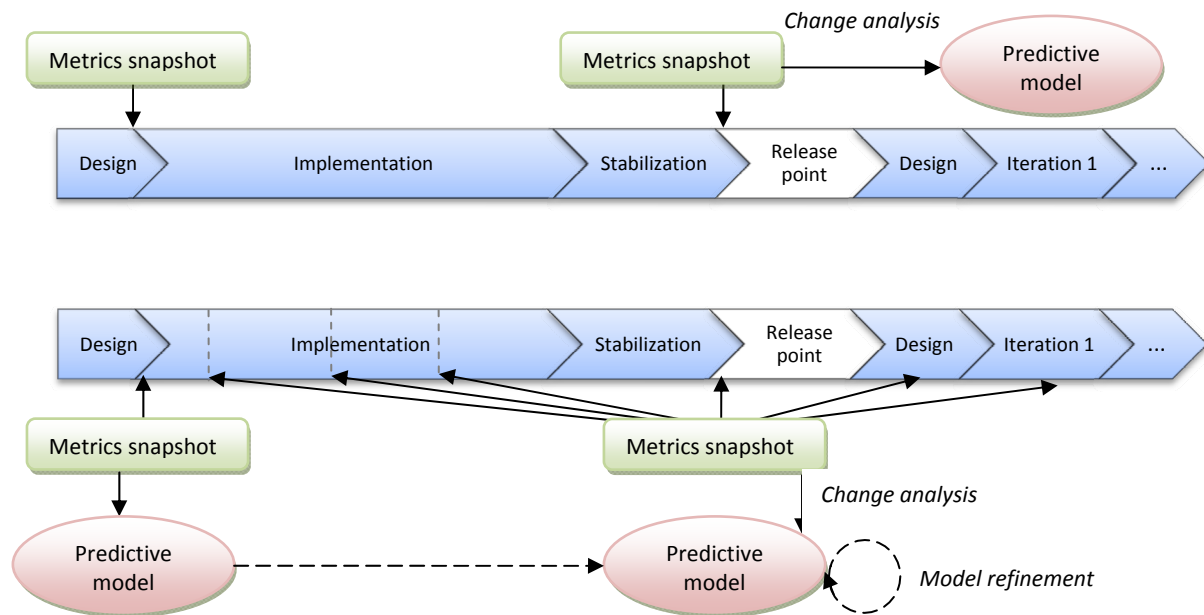 Change analysis
Metrics snapshot
Metrics snapshot
Predictive
model
Design
Implementation
Stabilization
Release
point
Design
Iteration 1
...
Design
Implementation
Stabilization
Release
point
Design
Iteration 1
...
Metrics snapshot
Metrics snapshot
Change analysis
Predictive
model
Predictive
model
Model refinement